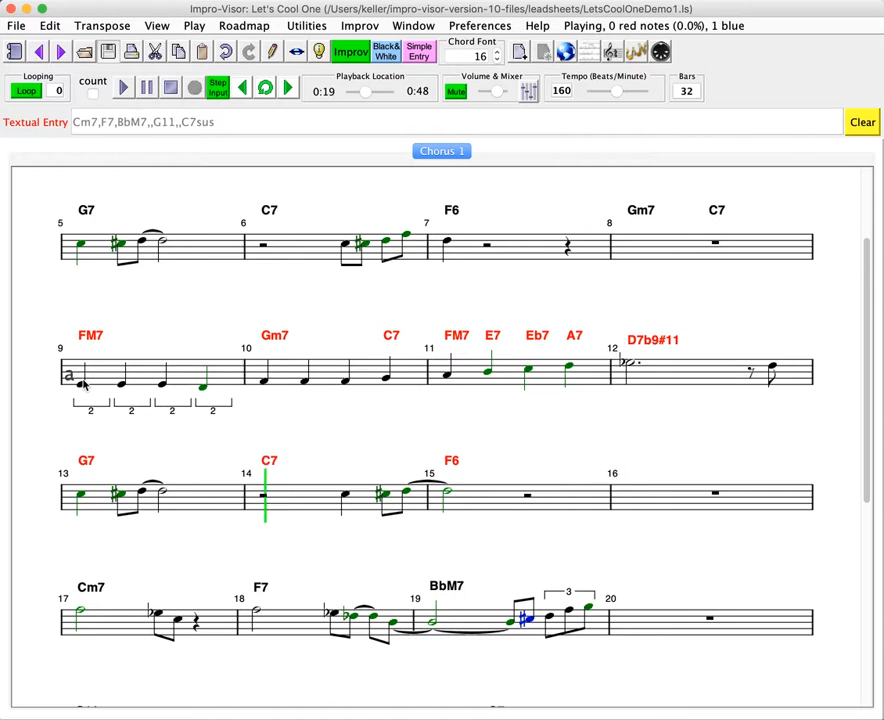 Impro-Visor: Let's Cool One (/Users/keller/impro-visor-version-10-files/leadsheets/LetsCoolOneDemo1.ls)
File Edit Transpose View Play Roadmap Utilities Improv Window Preferences Help Playing, 0 red notes (0.0%), 1 blue
Improv Black& White Simple Entry Chord Font 16
Looping Loop 0 count Step Input Playback Location 0:19 0:48 Volume & Mixer Mute Tempo (Beats/Minute) 160 Bars 32
Textual Entry Cm7,F7,BbM7,,G11,,C7sus Clear
Chorus 1
G7 C7 F6 Gm7 C7
5 6 7 8
FM7 Gm7 C7 FM7 E7 Eb7 A7 D7b9#11
9 10 11 12
a
2 2 2 2
G7 C7 F6
13 14 15 16
Cm7 F7 BbM7
17 18 19 3 20